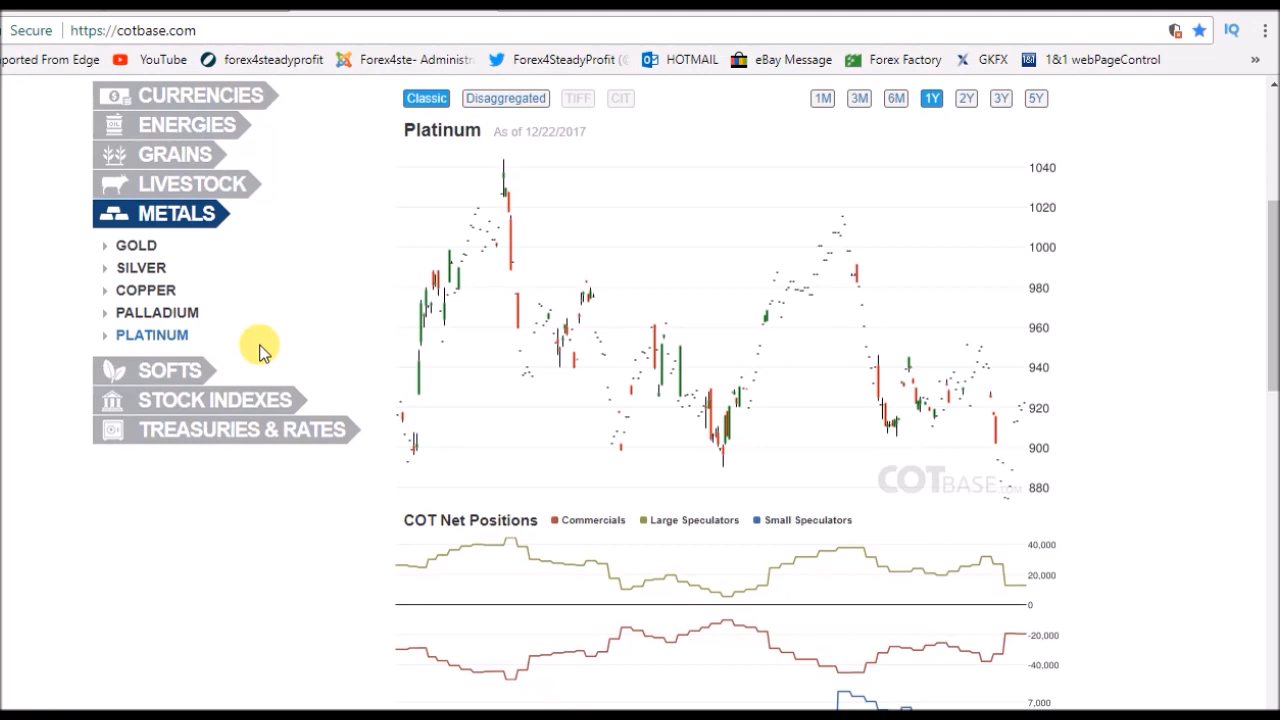 Secure https://cotbase.com IQ
ported From Edge YouTube forex4steadyprofit Forex4ste- Administr Forex4SteadyProfit (@ HOTMAIL eBay Message Forex Factory GKFX 1&1 1&1 webPageControl »
CURRENCIES
OIL ENERGIES
GRAINS
LIVESTOCK
METALS
GOLD
SILVER
COPPER
PALLADIUM
PLATINUM
SOFTS
STOCK INDEXES
TREASURIES & RATES
Classic Disaggregated TIFF CIT 1M 3M 6M 1Y 2Y 3Y 5Y
Platinum As of 12/22/2017
1040
1020
1000
980
960
940
920
900
880
COTBASE.COM
COT Net Positions Commercials Large Speculators Small Speculators
40,000
20,000
0
-20,000
-40,000
7,000